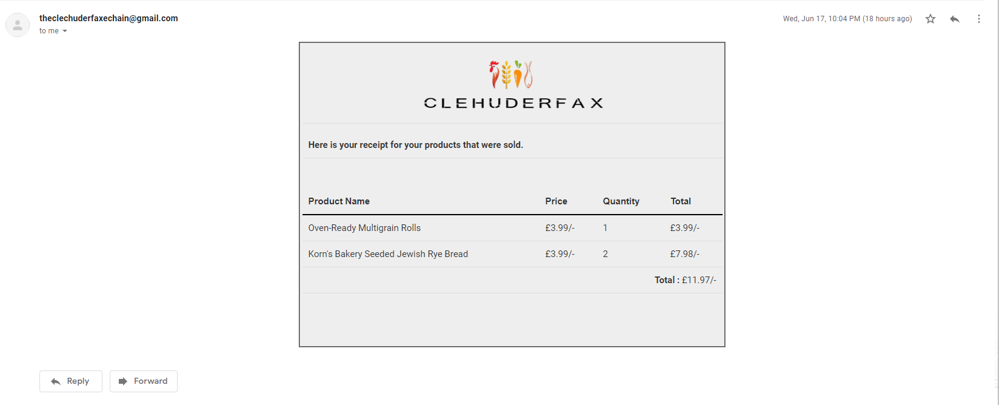 theclechuderfaxechain@gmail.com
Wed, Jun 17, 10:04 PM (18 hours ago)
to me
CLEHUDERFAX
Here is your receipt for your products that were sold.
Product Name Price Quantity Total
Oven-Ready Multigrain Rolls £3.99/- 1 £3.99/-
Korn's Bakery Seeded Jewish Rye Bread £3.99/- 2 £7.98/-
Total : £11.97/-
Reply Forward